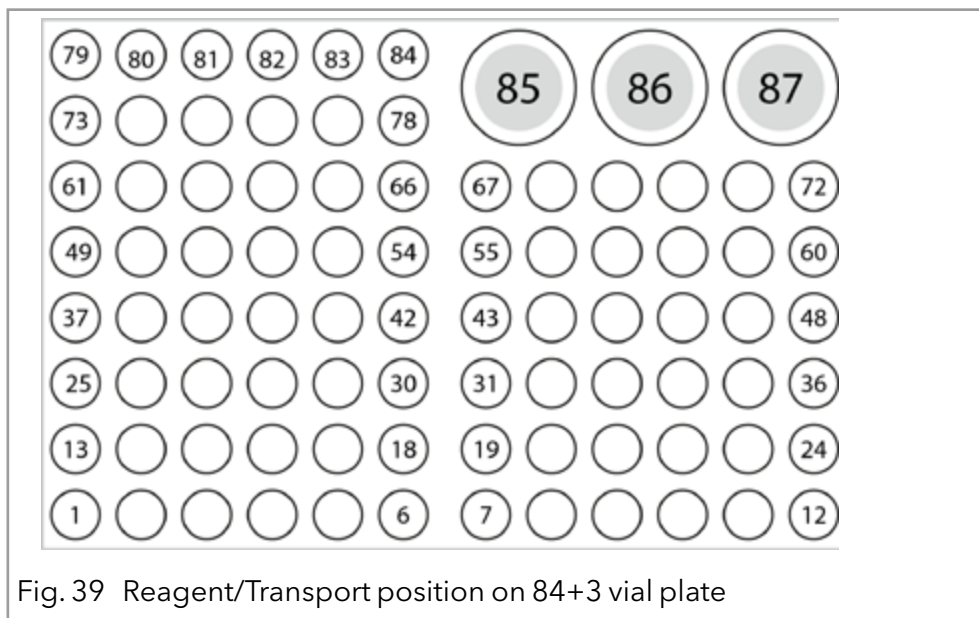 79 80 81 82 83 84 85 86 87
73 78
61 66 67 72
49 54 55 60
37 42 43 48
25 30 31 36
13 18 19 24
1 6 7 12
Fig. 39 Reagent/Transport position on 84+3 vial plate